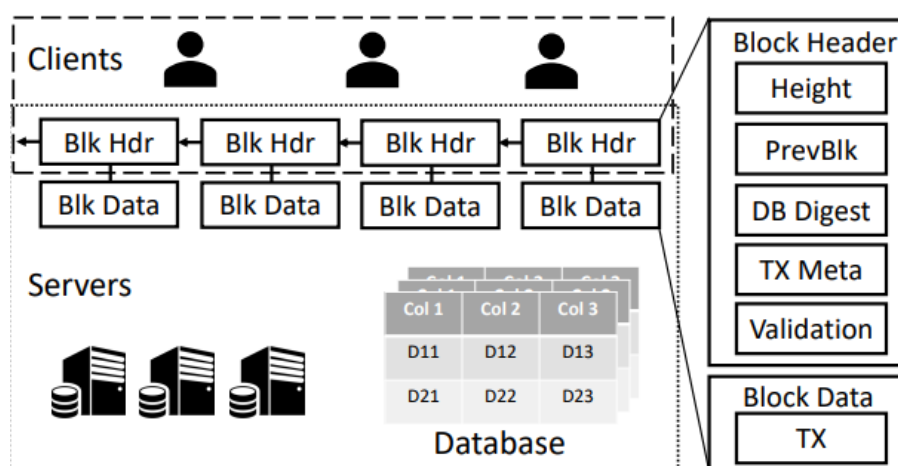 Clients
Blk Hdr Blk Hdr Blk Hdr Blk Hdr
Blk Data Blk Data Blk Data Blk Data
Servers
Col 1 Col 2 Col 3
D11 D12 D13
D21 D22 D23
Database
Block Header
Height
PrevBlk
DB Digest
TX Meta
Validation
Block Data
TX